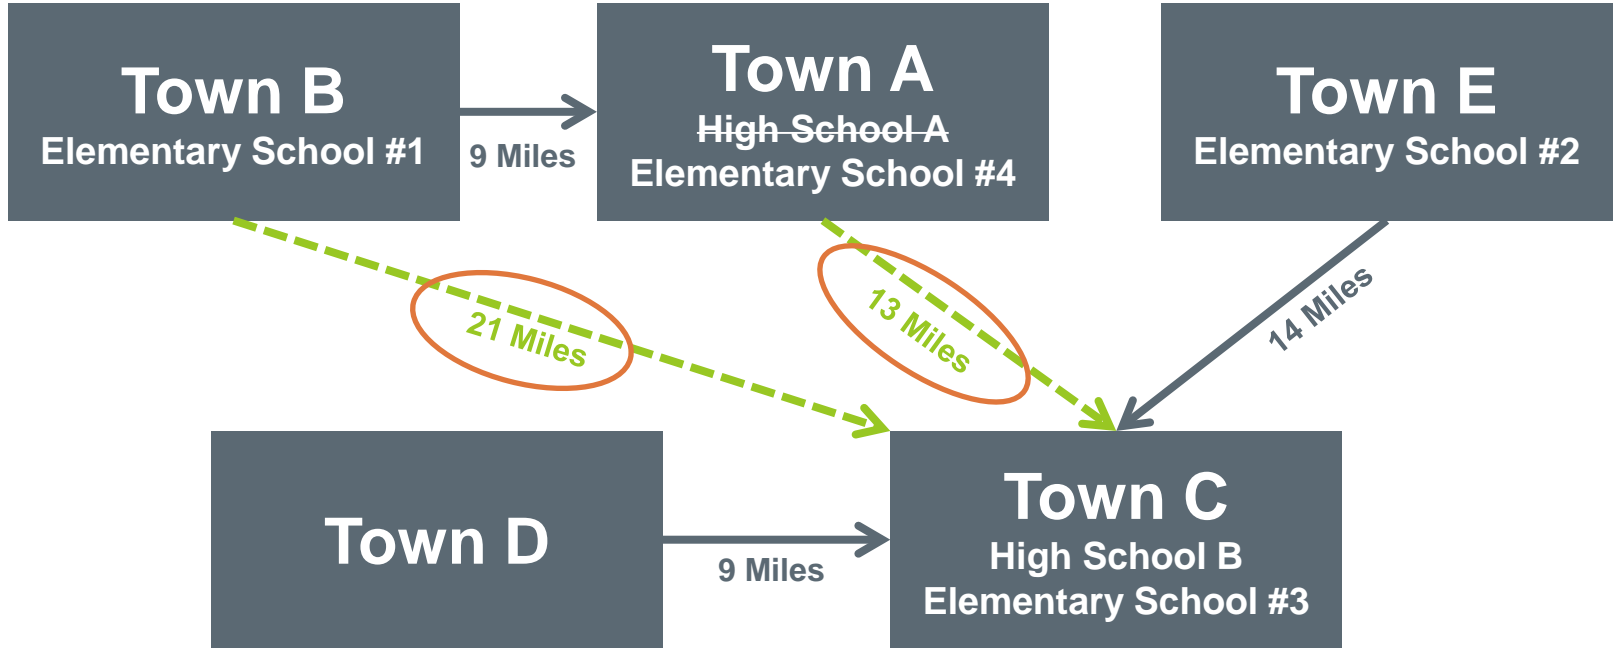 Town B
Elementary School #1
9 Miles
Town A
High School A
Elementary School #4
Town E
Elementary School #2
21 Miles
13 Miles
14 Miles
Town D
9 Miles
Town C
High School B
Elementary School #3